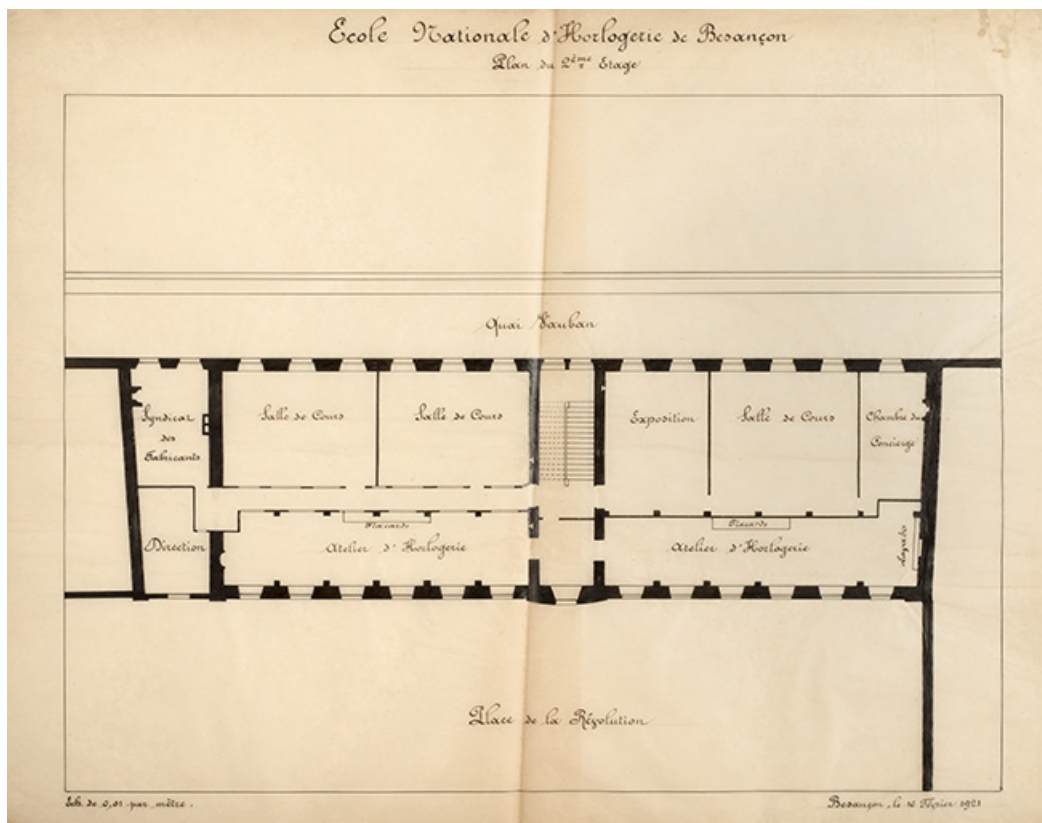 Ecole Nationale d'Horlogerie de Besançon
Plan du 2ème Etage
Quai Vauban
Syndicat
des
Fabricants
Salle de Cours
Salle de Cours
Exposition
Salle de Cours
Chambre du
Concierge
Placards
Placards
Direction
Atelier d'Horlogerie
Atelier d'Horlogerie
Place de la Révolution
Ech. de 0,01 par mètre.
Besançon, le 16 Février 1921